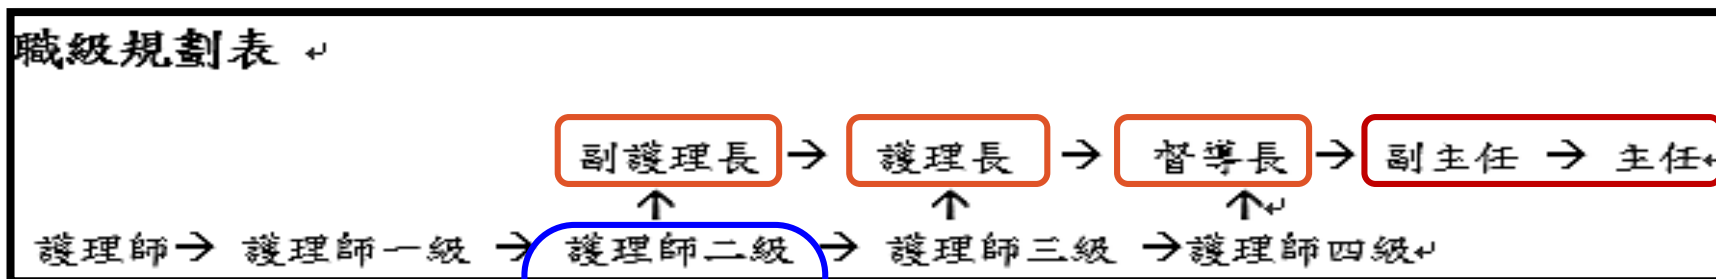 職級規劃表 ↵
副護理長 → 護理長 → 督導長 → 副主任 → 主任↵
↑ ↑ ↑↵
護理師→ 護理師一級 → 護理師二級 → 護理師三級 →護理師四級↵